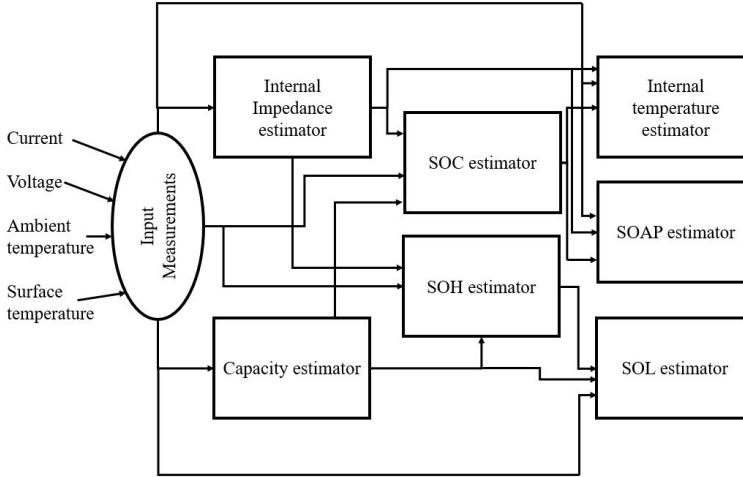 Current
Voltage
Ambient
temperature
Surface
temperature
Input
Measurements
Internal
Impedance
estimator
Capacity estimator
SOC estimator
SOH estimator
Internal
temperature
estimator
SOAP estimator
SOL estimator